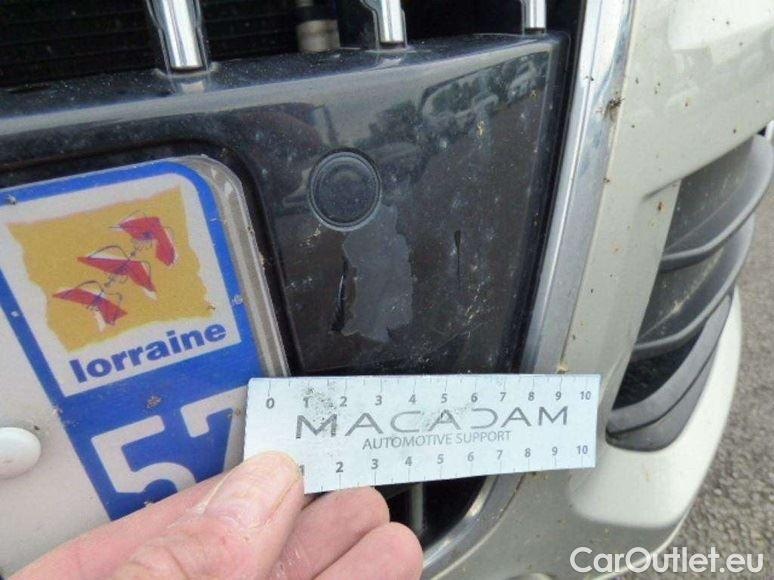 lorraine
57
0 1 2 3 4 5 6 7 8 9 10
MACADAM
AUTOMOTIVE SUPPORT
1 2 3 4 5 6 7 8 9 10
CarOutlet.eu